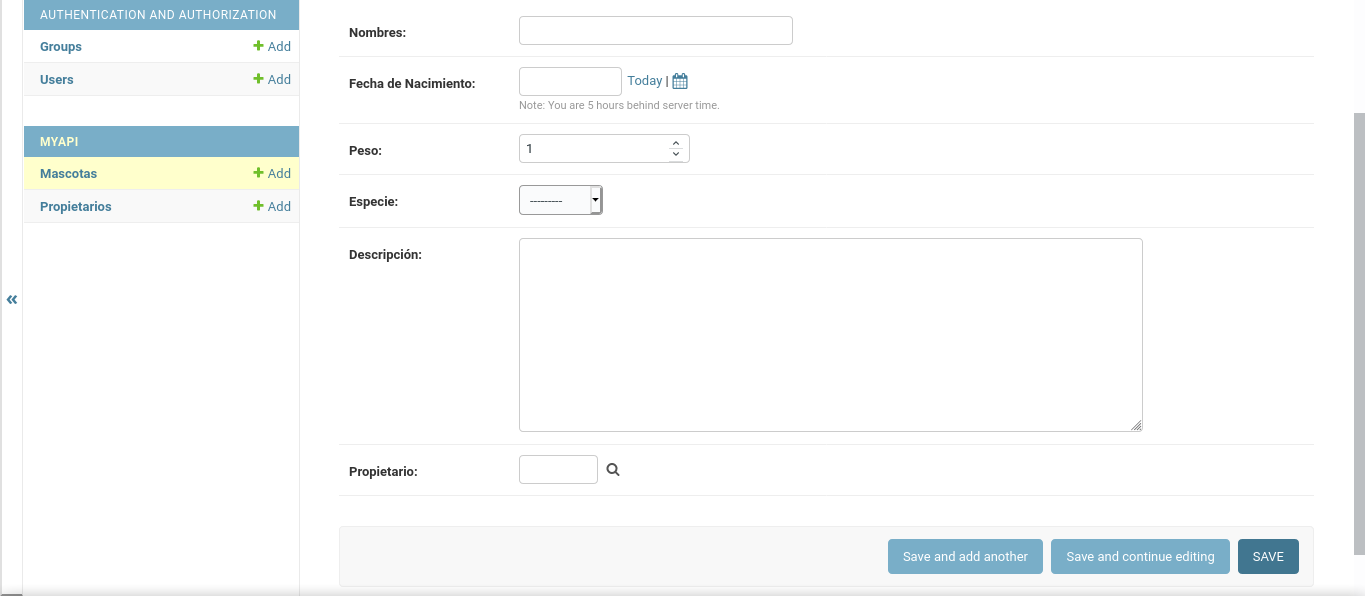 AUTHENTICATION AND AUTHORIZATION
Groups + Add
Users + Add
MYAPI
Mascotas + Add
Propietarios + Add
«
Nombres:
Fecha de Nacimiento: Today |
Note: You are 5 hours behind server time.
Peso: 1
Especie: ---------
Descripción:
Propietario:
Save and add another Save and continue editing SAVE